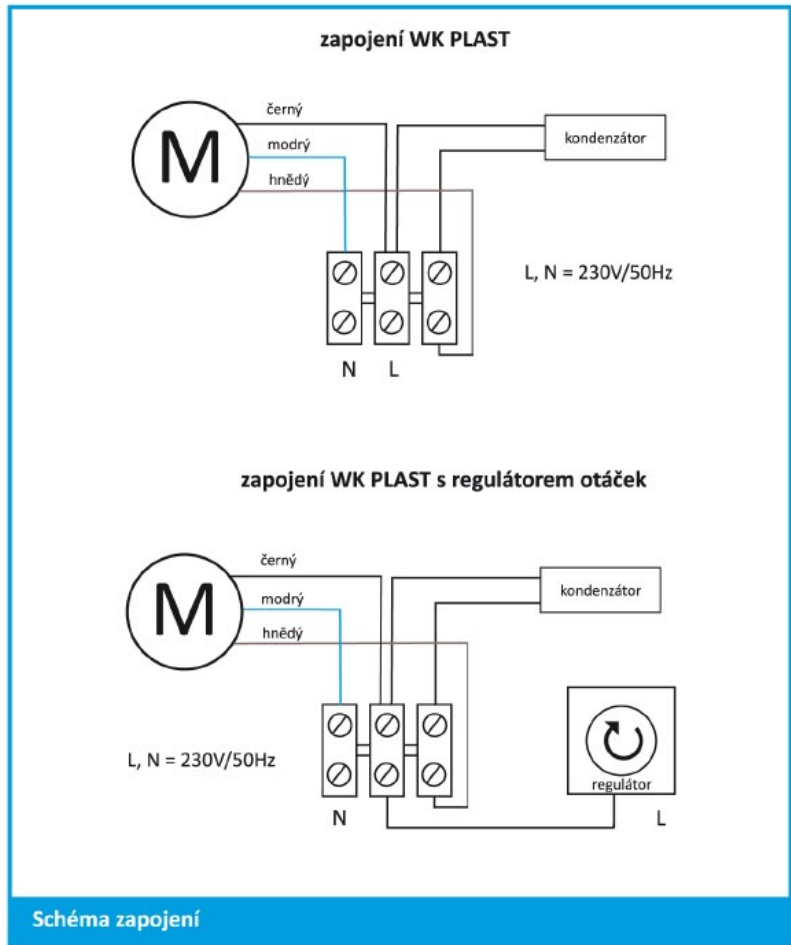 zapojení WK PLAST
černý
modrý
hnědý
M
kondenzátor
L, N = 230V/50Hz
N L
zapojení WK PLAST s regulátorem otáček
černý
modrý
hnědý
M
kondenzátor
L, N = 230V/50Hz
regulátor
N
L
Schéma zapojení